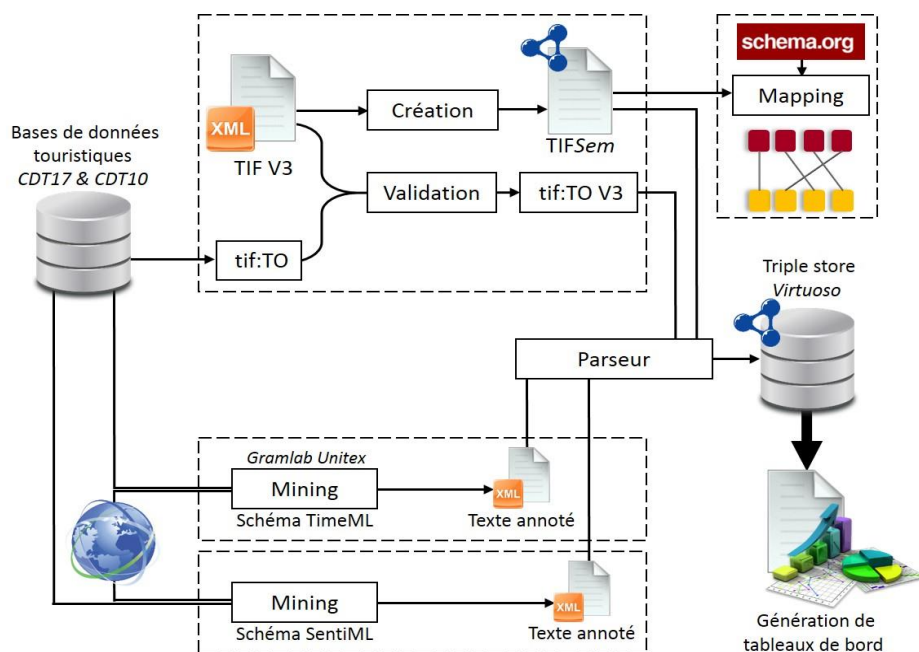 Bases de données
touristiques
CDT17 & CDT10
XML
TIF V3
Création
TIFSem
Validation
tif:TO V3
tif:TO
schema.org
Mapping
Triple store
Virtuoso
Parseur
Gramlab Unitex
Mining
Schéma TimeML
XML
Texte annoté
Mining
Schéma SentiML
XML
Texte annoté
Génération de
tableaux de bord